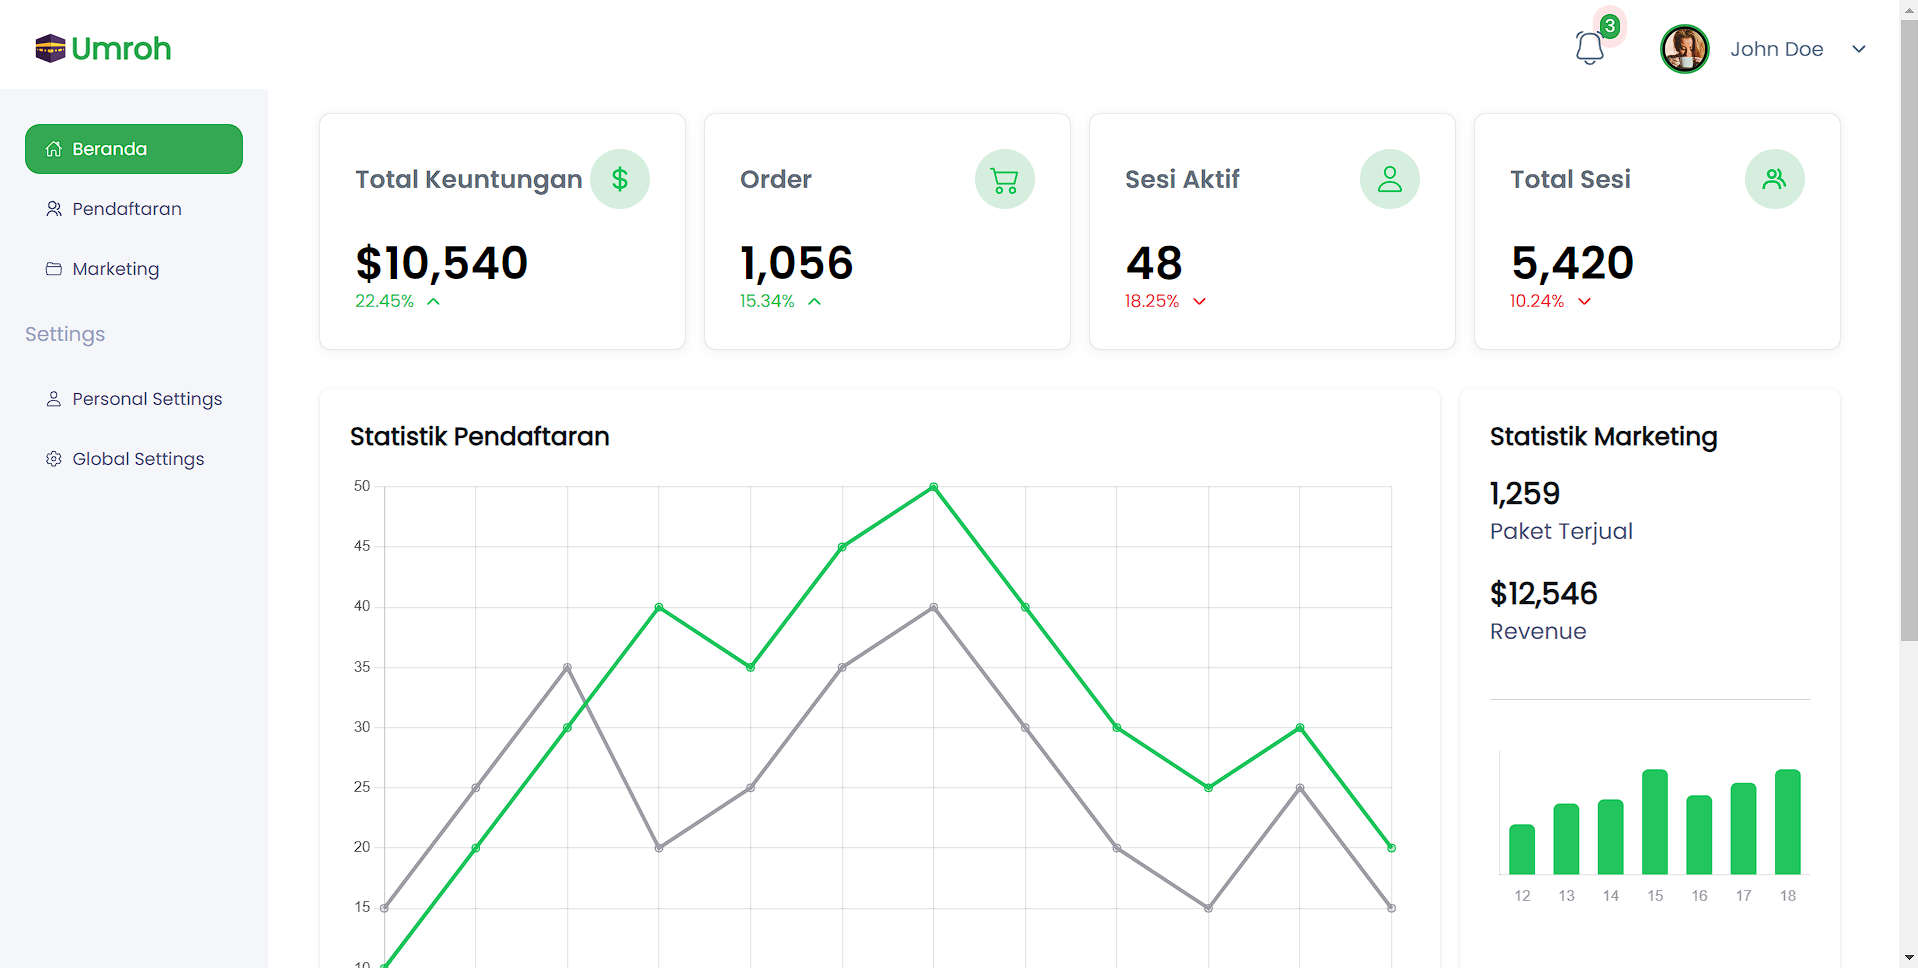 Umroh
3
John Doe
Beranda
Pendaftaran
Marketing
Settings
Personal Settings
Global Settings
Total Keuntungan
$
$10,540
22.45%
Order
1,056
15.34%
Sesi Aktif
48
18.25%
Total Sesi
5,420
10.24%
Statistik Pendaftaran
50
45
40
35
30
25
20
15
10
Statistik Marketing
1,259
Paket Terjual
$12,546
Revenue
12 13 14 15 16 17 18